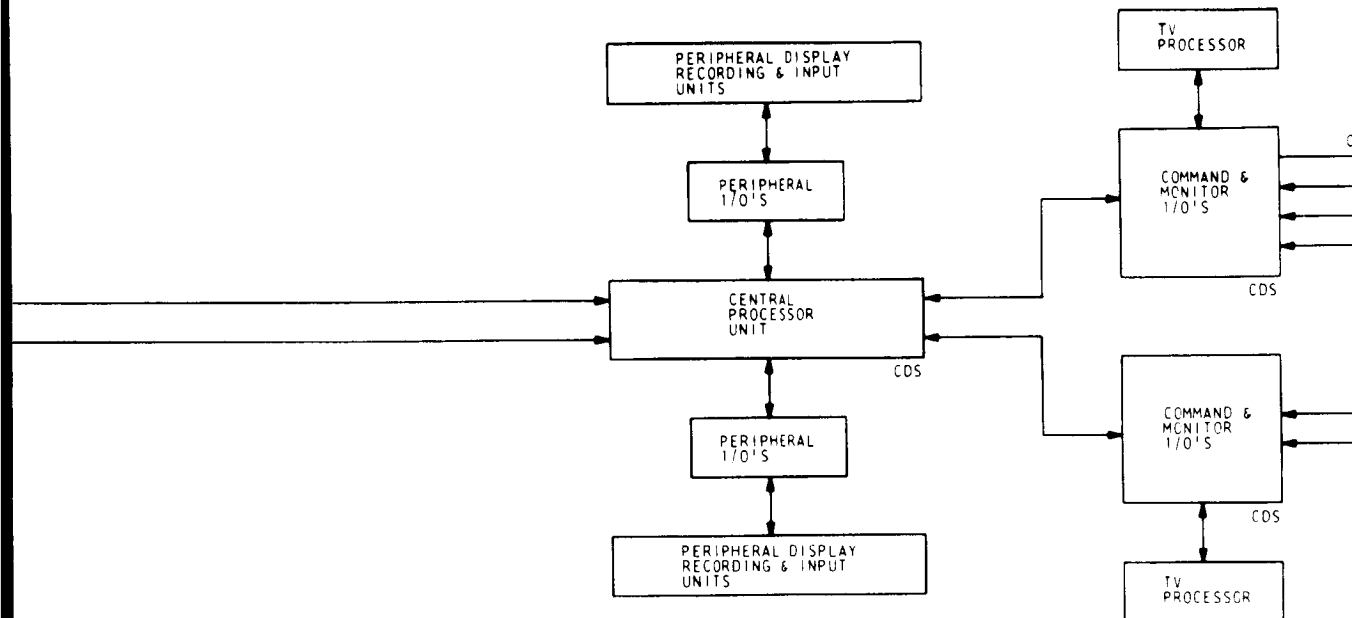 TV
PROCESSOR
PERIPHERAL DISPLAY
RECORDING & INPUT
UNITS
PERIPHERAL
I/O'S
COMMAND &
MONITOR
I/O'S
CDS
CENTRAL
PROCESSOR
UNIT
CDS
COMMAND &
MONITOR
I/O'S
CDS
PERIPHERAL
I/O'S
PERIPHERAL DISPLAY
RECORDING & INPUT
UNITS
TV
PROCESSOR